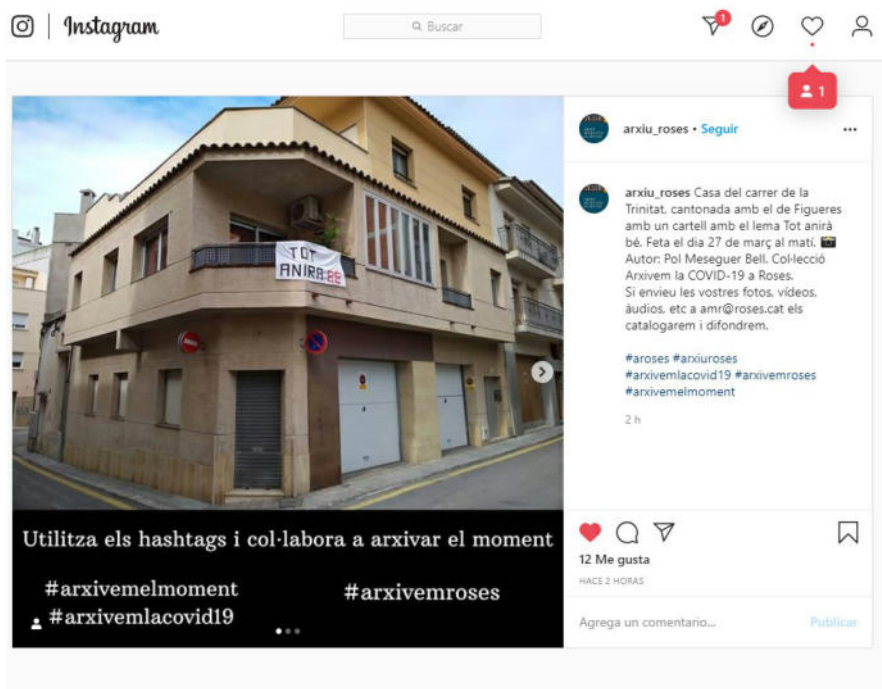 Instagram
Buscar
1
1
arxiu_roses • Seguir
arxiu_roses Casa del carrer de la
Trinitat, cantonada amb el de Figueres
amb un cartell amb el lema Tot anirà
bé. Feta el dia 27 de març al matí. 📷
Autor: Pol Meseguer Bell. Col·lecció
Arxivem la COVID-19 a Roses.
Si envieu les vostres fotos, vídeos,
àudios, etc a amr@roses.cat els
catalogarem i difondrem.
#aroses #arxiuroses
#arxivemlacovid19 #arxivemroses
#arxivemelmoment
2 h
TOT
ANIRA BÉ
Utilitza els hashtags i col·labora a arxivar el moment
#arxivemelmoment
#arxivemroses
#arxivemlacovid19
12 Me gusta
HACE 2 HORAS
Agrega un comentario...
Publicar